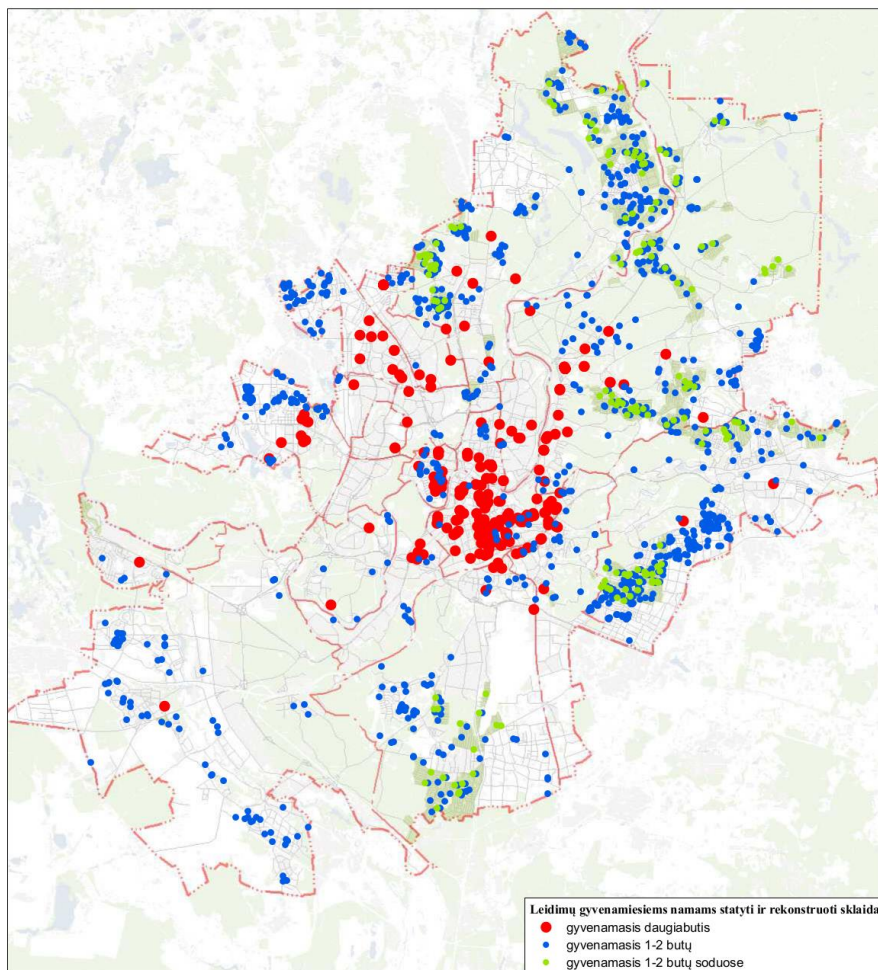 Leidimų gyvenamiesiems namams statyti ir rekonstruoti sklaida
gyvenamasis daugiabutis
gyvenamasis 1-2 butų
gyvenamasis 1-2 butų soduose